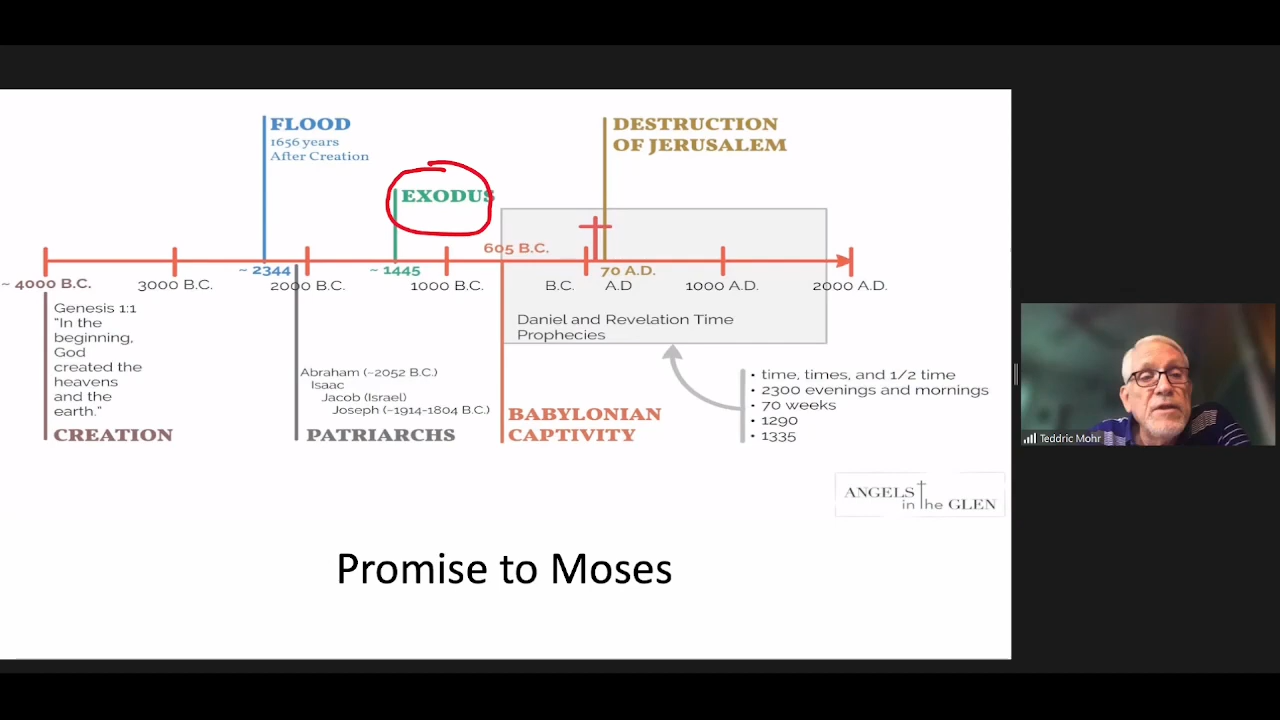 FLOOD
1656 years
After Creation
EXODUS
DESTRUCTION
OF JERUSALEM
605 B.C.
~ 4000 B.C.
3000 B.C.
~ 2344
2000 B.C.
~ 1445
1000 B.C.
B.C.
A.D
70 A.D.
1000 A.D.
2000 A.D.
Genesis 1:1
“In the
beginning,
God
created the
heavens
and the
earth.”
CREATION
Abraham (~2052 B.C.)
Isaac
Jacob (Israel)
Joseph (~1914-1804 B.C.)
PATRIARCHS
BABYLONIAN
CAPTIVITY
Daniel and Revelation Time
Prophecies
• time, times, and 1/2 time
• 2300 evenings and mornings
• 70 weeks
• 1290
• 1335
ANGELS
in the GLEN
Promise to Moses
Teddric Mohr